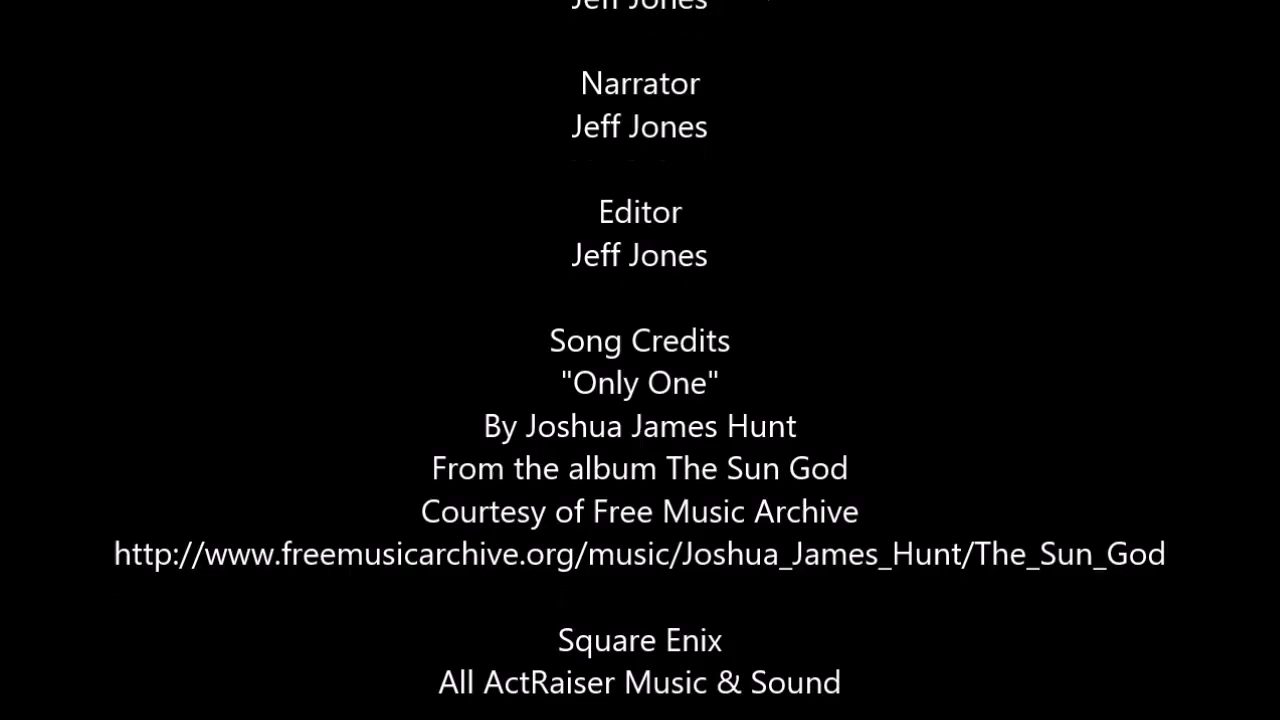 Jeff Jones
Narrator
Jeff Jones
Editor
Jeff Jones
Song Credits
"Only One"
By Joshua James Hunt
From the album The Sun God
Courtesy of Free Music Archive
http://www.freemusicarchive.org/music/Joshua_James_Hunt/The_Sun_God
Square Enix
All ActRaiser Music & Sound